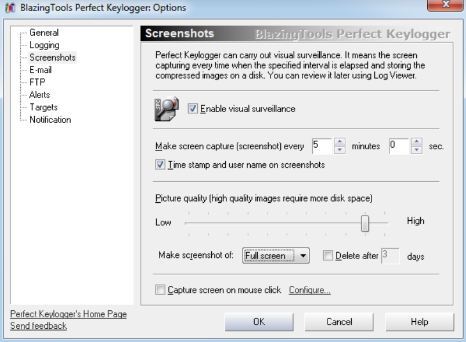 BlazingTools Perfect Keylogger: Options
General
Logging
Screenshots
E-mail
FTP
Alerts
Targets
Notification
Screenshots BlazingTools Perfect Keylogger
Perfect Keylogger can carry out visual surveillance. It means the screen
capturing every time when the specified interval is elapsed and storing the
compressed images on a disk. You can review it later using Log Viewer.
Enable visual surveillance
Make screen capture (screenshot) every 5 minutes 0 sec.
Time stamp and user name on screenshots
Picture quality (high quality images require more disk space)
Low High
Make screenshot of: Full screen Delete after 3 days
Capture screen on mouse click Configure...
Perfect Keylogger's Home Page
Send feedback
OK Cancel Help